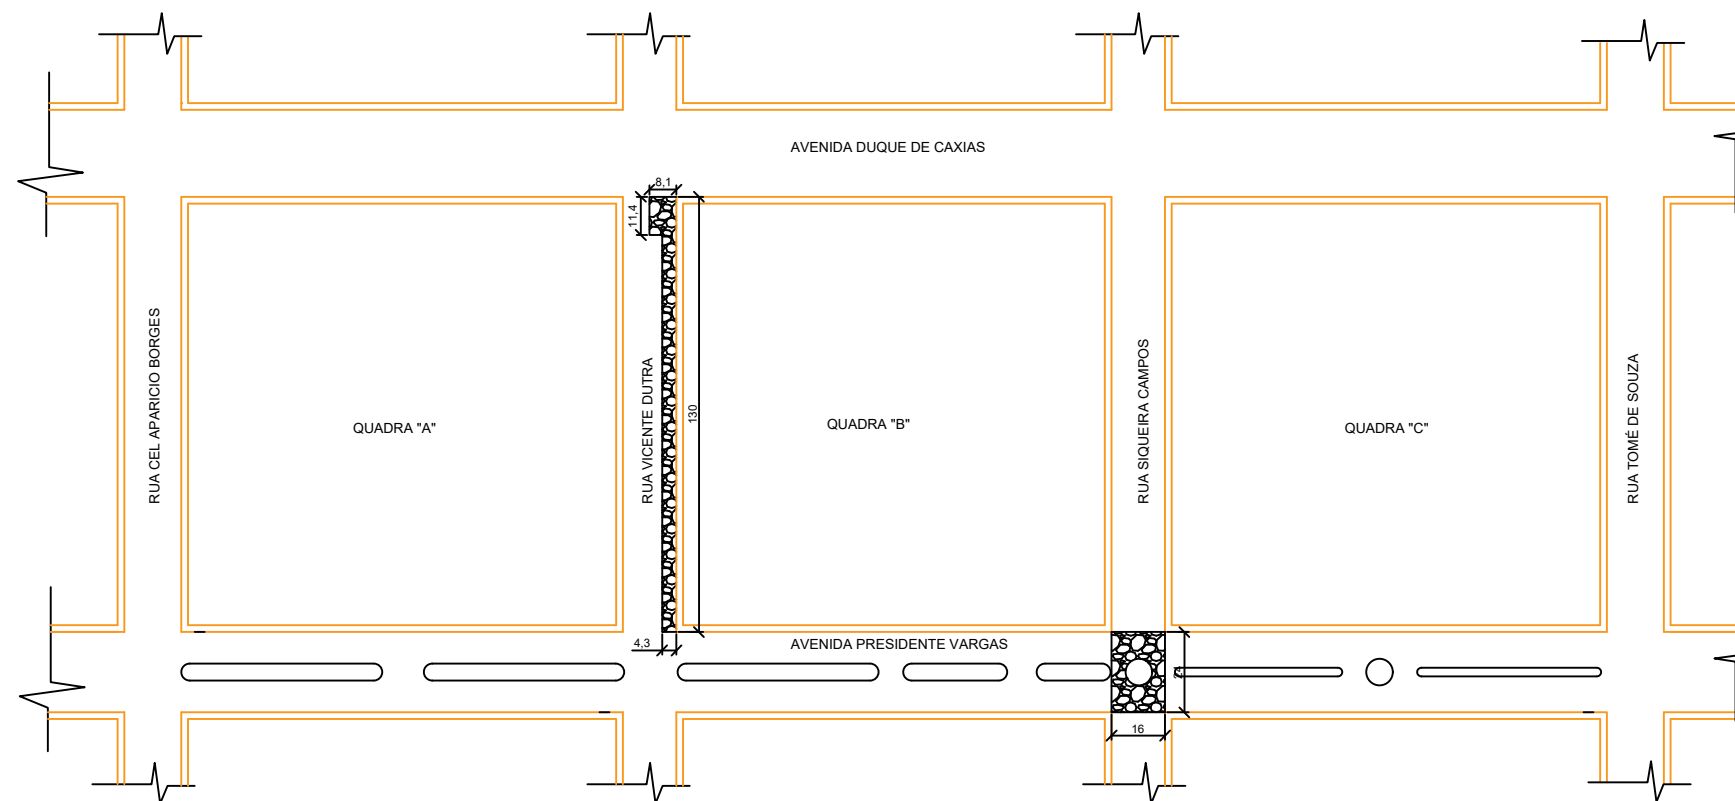 AVENIDA DUQUE DE CAXIAS
8,1
11,4
RUA CEL APARICIO BORGES
QUADRA "A"
RUA VICENTE DUTRA
130
QUADRA "B"
RUA SIQUEIRA CAMPOS
QUADRA "C"
RUA TOMÉ DE SOUZA
4,3
AVENIDA PRESIDENTE VARGAS
24
16